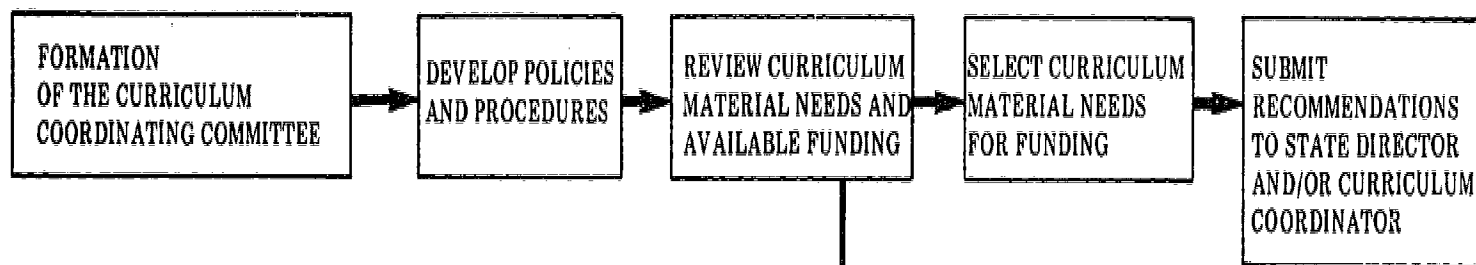 FORMATION
OF THE CURRICULUM
COORDINATING COMMITTEE
DEVELOP POLICIES
AND PROCEDURES
REVIEW CURRICULUM
MATERIAL NEEDS AND
AVAILABLE FUNDING
SELECT CURRICULUM
MATERIAL NEEDS
FOR FUNDING
SUBMIT
RECOMMENDATIONS
TO STATE DIRECTOR
AND/OR CURRICULUM
COORDINATOR